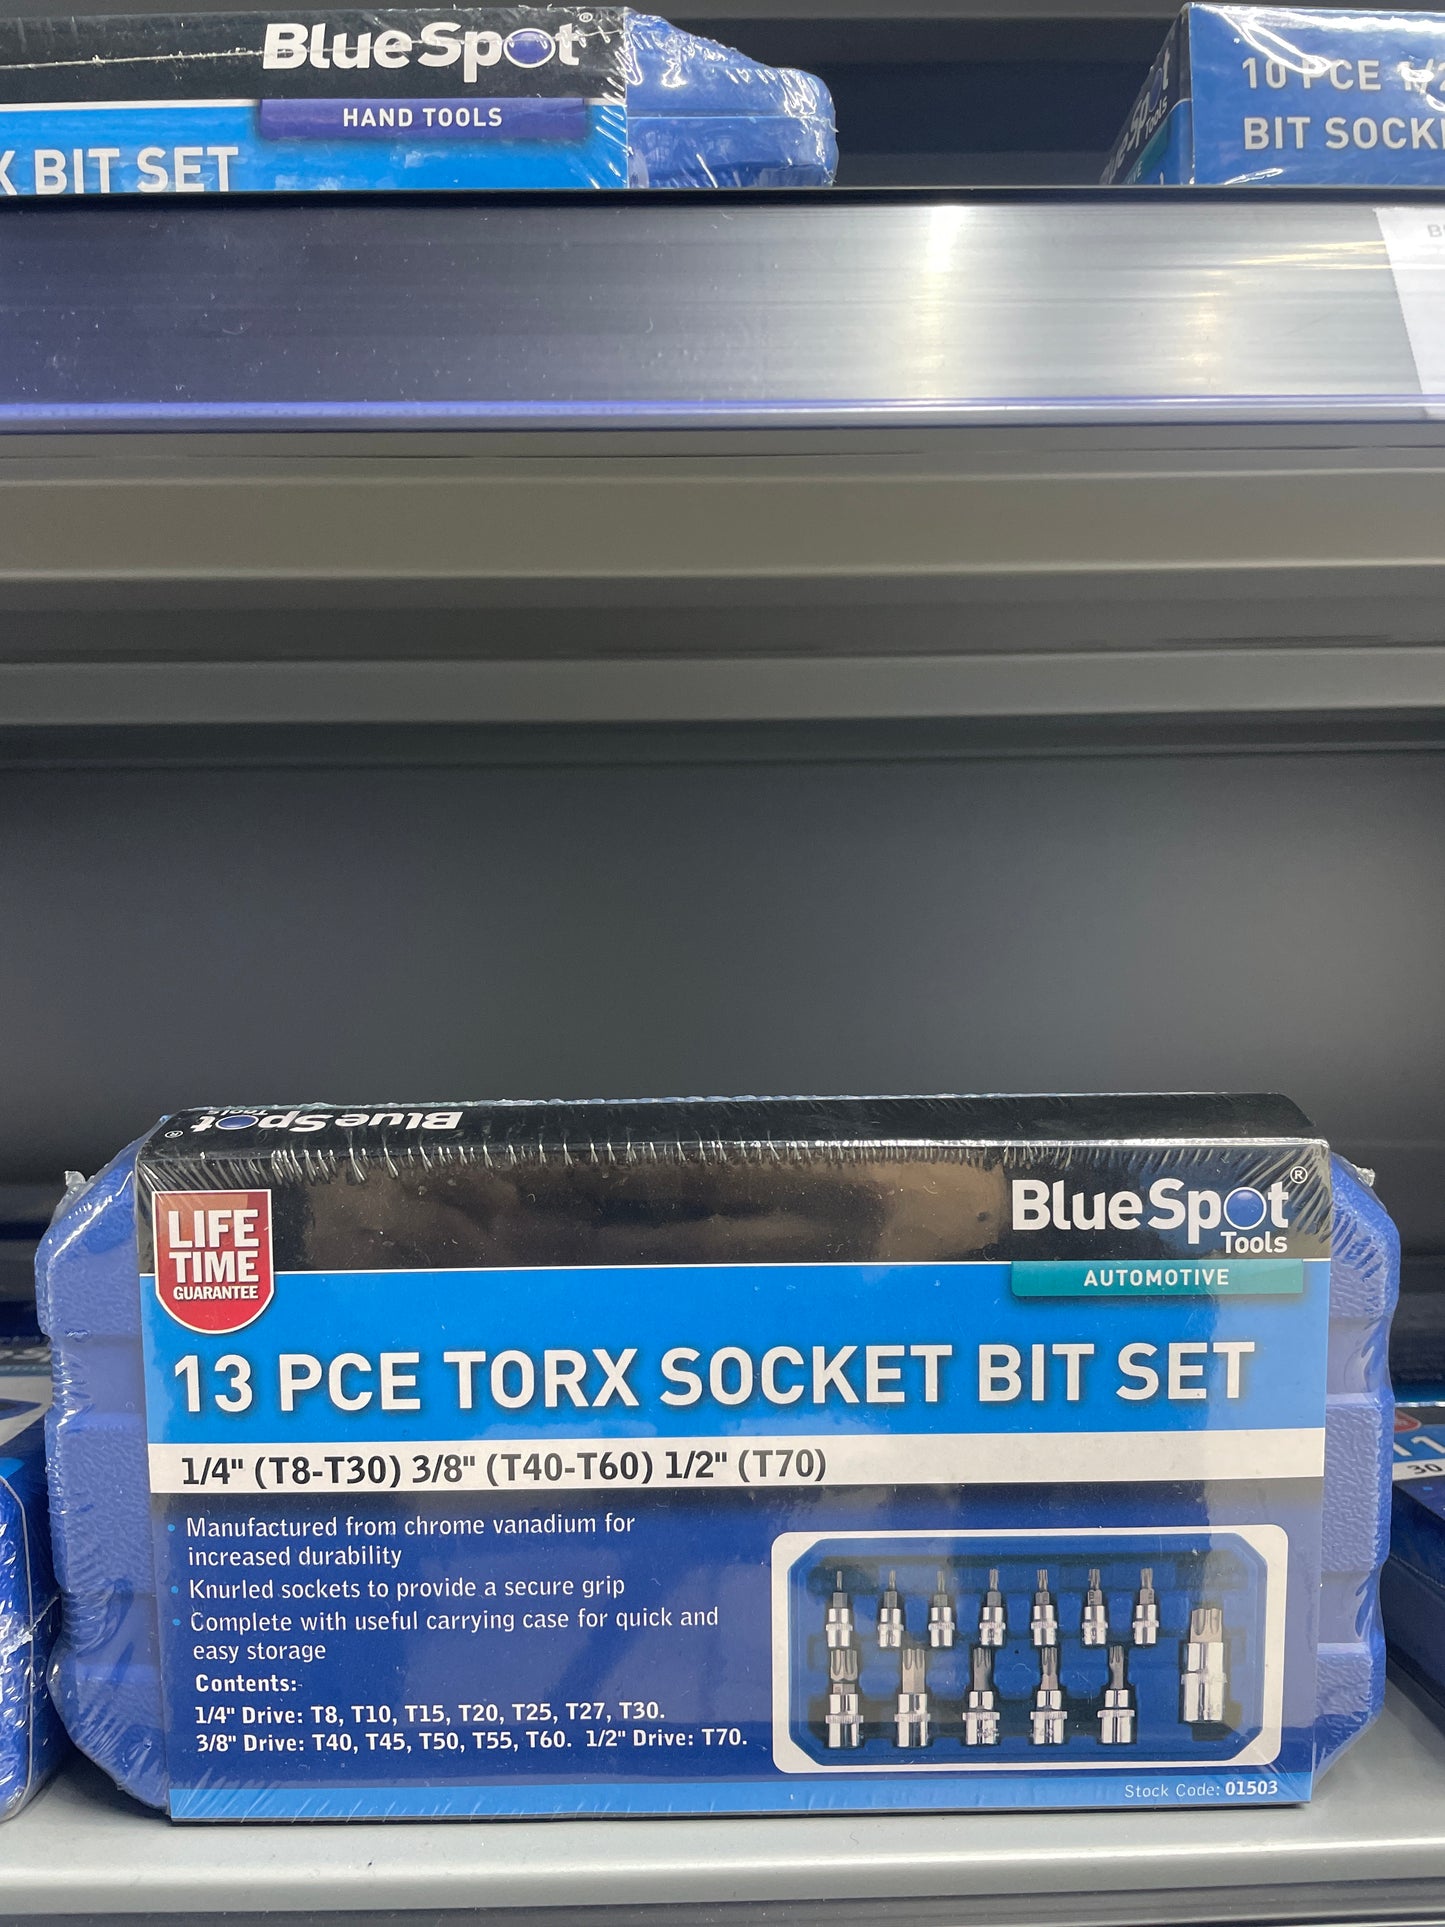 BlueSpot®
HAND TOOLS
BIT SET
10 PCE
BIT
BlueSpot
Tools
®
LIFE
TIME
GUARANTEE
BlueSpot®
Tools
AUTOMOTIVE
13 PCE TORX SOCKET BIT SET
1/4" (T8-T30) 3/8" (T40-T60) 1/2" (T70)
• Manufactured from chrome vanadium for
increased durability
• Knurled sockets to provide a secure grip
• Complete with useful carrying case for quick and
easy storage
Contents:
1/4" Drive: T8, T10, T15, T20, T25, T27, T30.
3/8" Drive: T40, T45, T50, T55, T60. 1/2" Drive: T70.
Stock Code: 01503
30